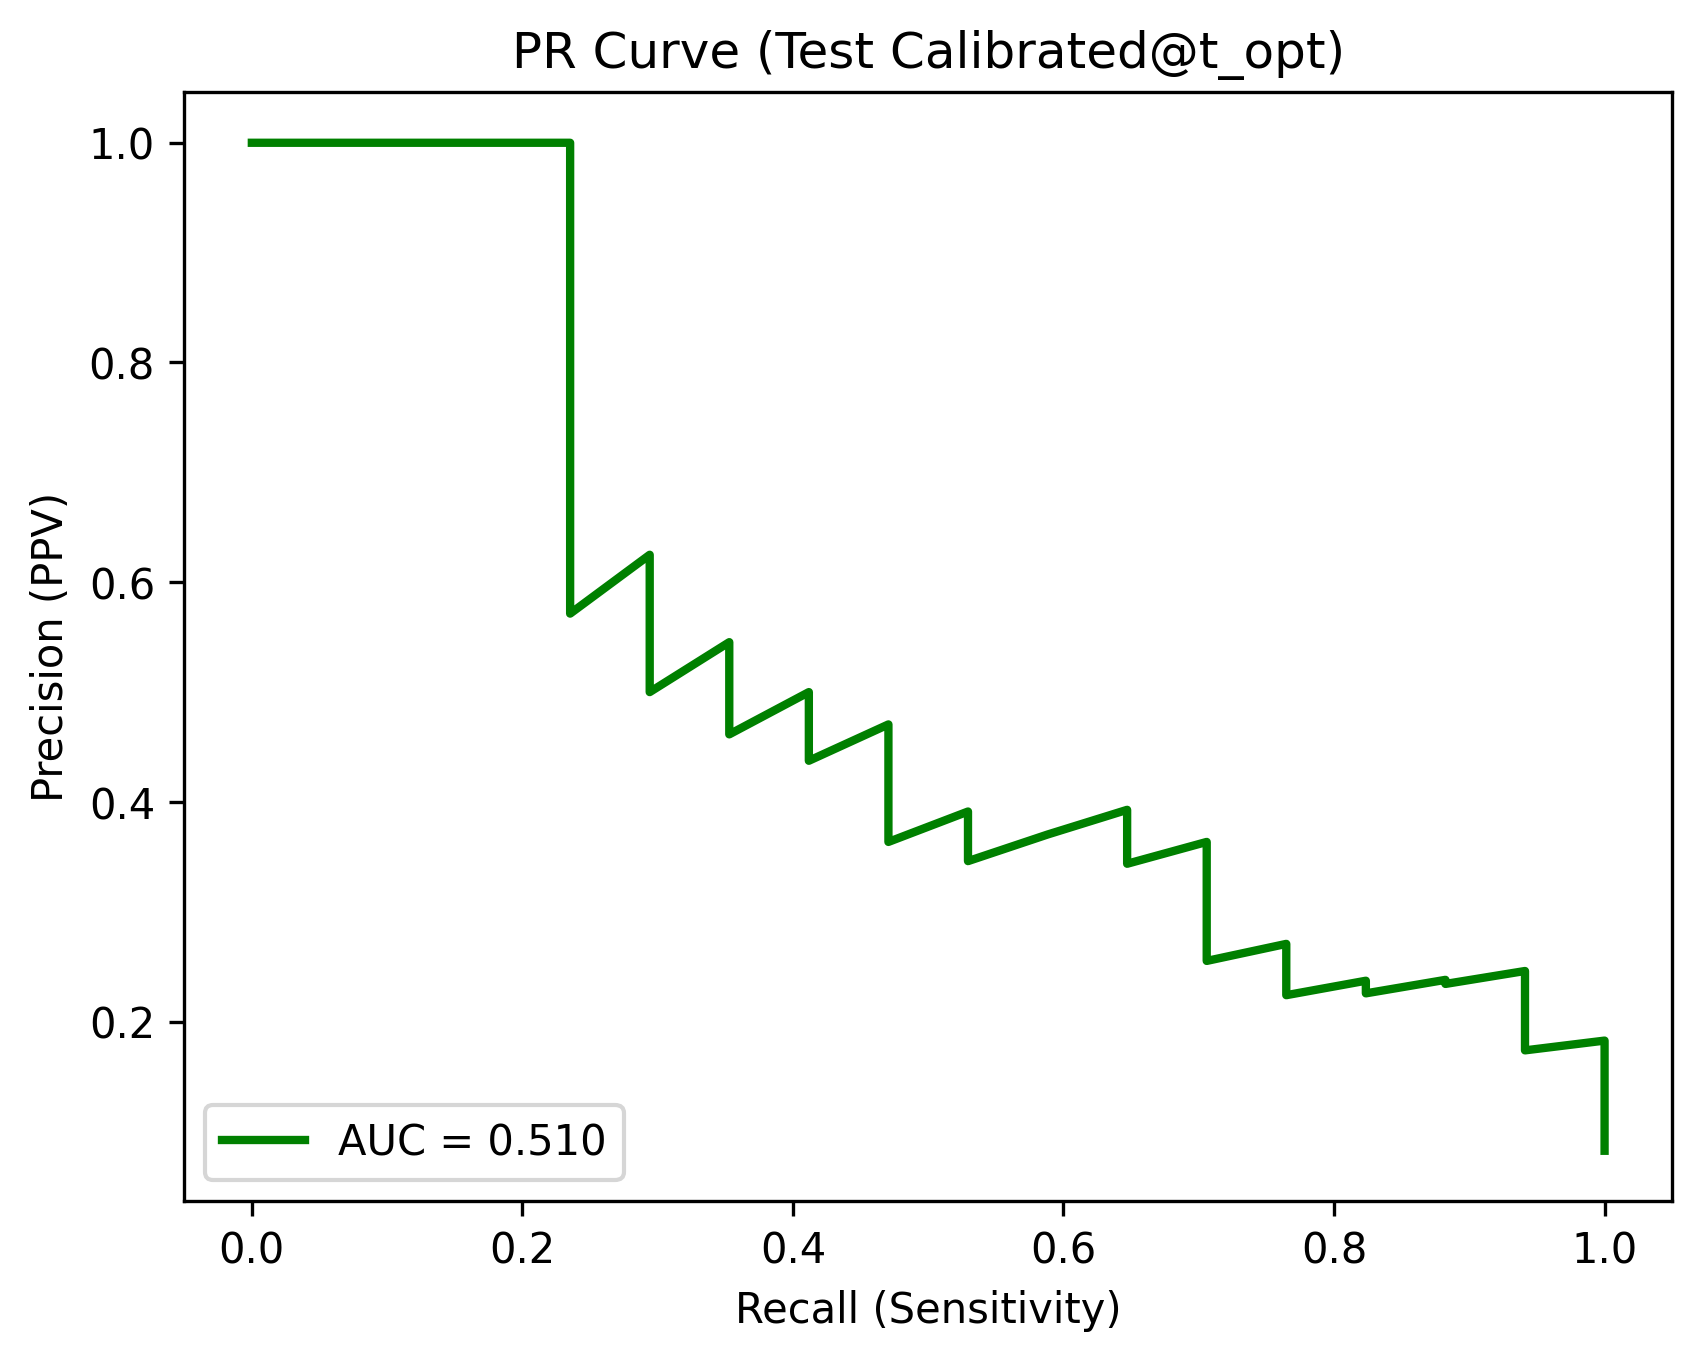 PR Curve (Test Calibrated@t_opt)
Precision (PPV)
1.0
0.8
0.6
0.4
0.2
AUC = 0.510
0.0 0.2 0.4 0.6 0.8 1.0
Recall (Sensitivity)